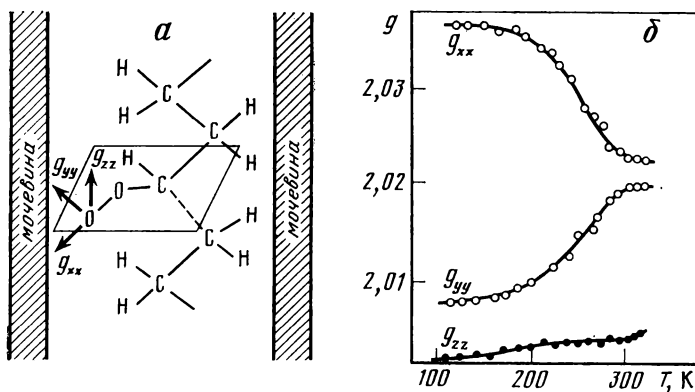 а
H
H
C
H
C
H
H
g_yy
g_zz
O
C
O
g_xx
C
H
H
C
H
H
мочевина
мочевина
g
б
g_xx
2,03
2,02
2,01
g_yy
g_zz
100
200
300
T, K